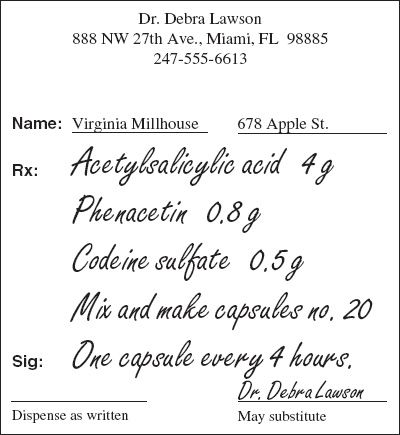 Dr. Debra Lawson
888 NW 27th Ave., Miami, FL 98885
247-555-6613
Name: Virginia Millhouse 678 Apple St.
Rx: Acetylsalicylic acid 4 g
Phenacetin 0.8 g
Codeine sulfate 0.5 g
Mix and make capsules no. 20
Sig: One capsule every 4 hours.
Dr. Debra Lawson
Dispense as written May substitute